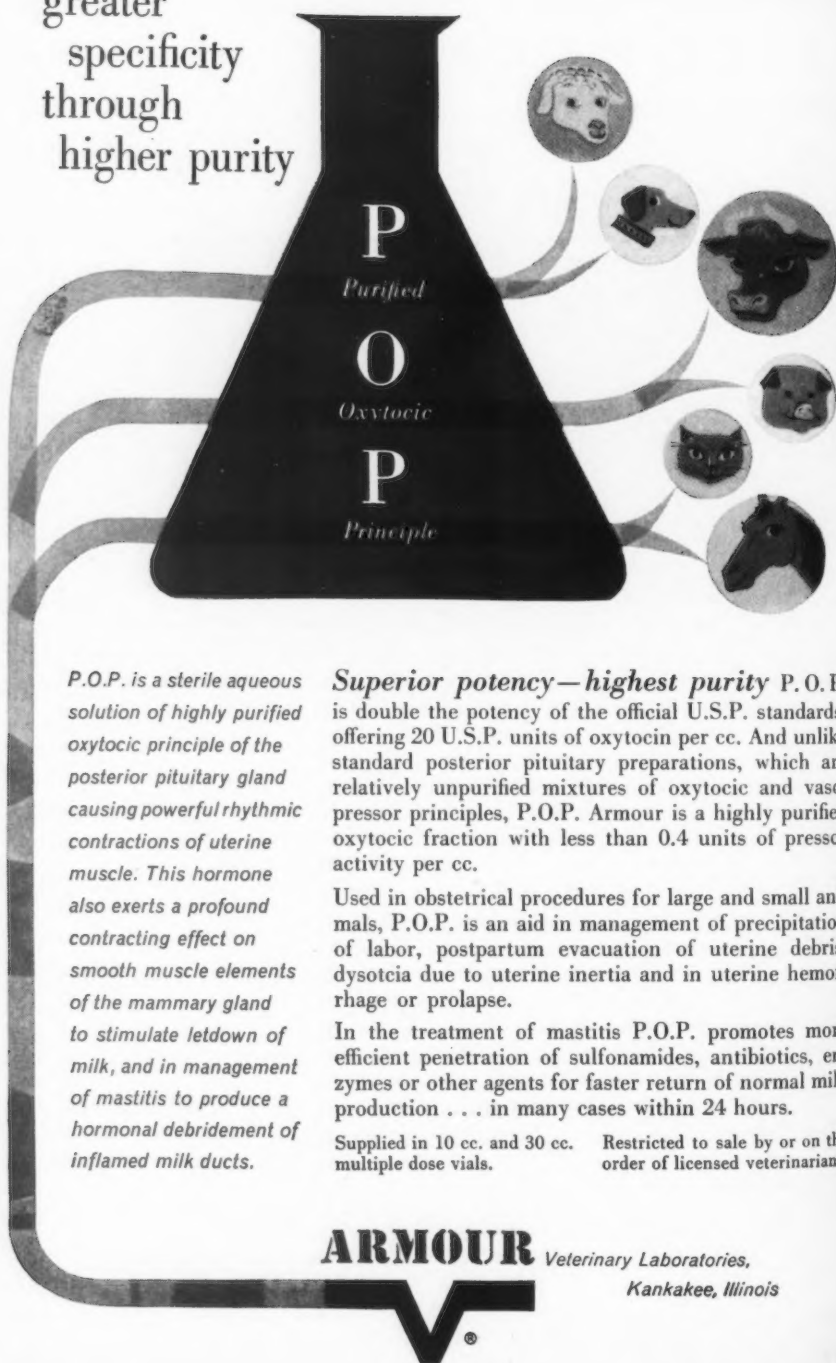 greater
specificity
through
higher purity
P
Purified
O
Oxytocic
P
Principle
P.O.P. is a sterile aqueous
solution of highly purified
oxytocic principle of the
posterior pituitary gland
causing powerful rhythmic
contractions of uterine
muscle. This hormone
also exerts a profound
contracting effect on
smooth muscle elements
of the mammary gland
to stimulate letdown of
milk, and in management
of mastitis to produce a
hormonal debridement of
inflamed milk ducts.
Superior potency—highest purity P.O.P
is double the potency of the official U.S.P. standards
offering 20 U.S.P. units of oxytocin per cc. And unlik
standard posterior pituitary preparations, which ar
relatively unpurified mixtures of oxytocic and vaso
pressor principles, P.O.P. Armour is a highly purifie
oxytocic fraction with less than 0.4 units of presso
activity per cc.
Used in obstetrical procedures for large and small ani
mals, P.O.P. is an aid in management of precipitation
of labor, postpartum evacuation of uterine debris
dysotcia due to uterine inertia and in uterine hemor
rhage or prolapse.
In the treatment of mastitis P.O.P. promotes mor
efficient penetration of sulfonamides, antibiotics, en
zymes or other agents for faster return of normal mil
production . . . in many cases within 24 hours.
Supplied in 10 cc. and 30 cc.
multiple dose vials.
Restricted to sale by or on th
order of licensed veterinarian
ARMOUR Veterinary Laboratories,
Kankakee, Illinois
®